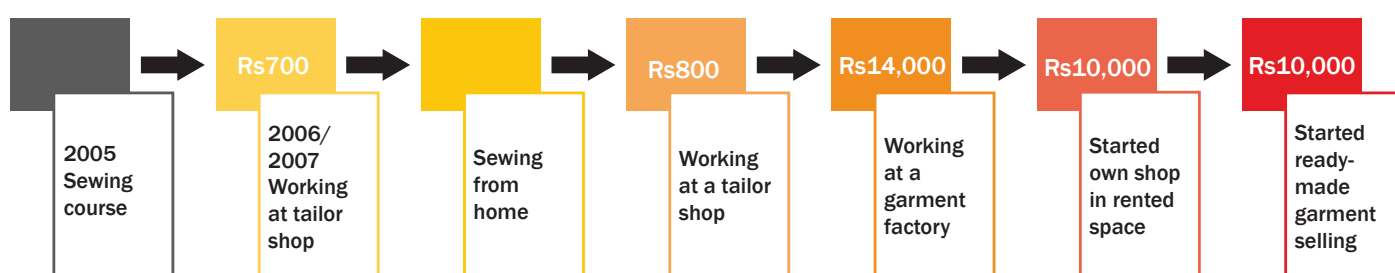 2005
Sewing
course
Rs700
2006/
2007
Working
at tailor
shop
Sewing
from
home
Rs800
Working
at a tailor
shop
Rs14,000
Working
at a
garment
factory
Rs10,000
Started
own shop
in rented
space
Rs10,000
Started
ready-
made
garment
selling